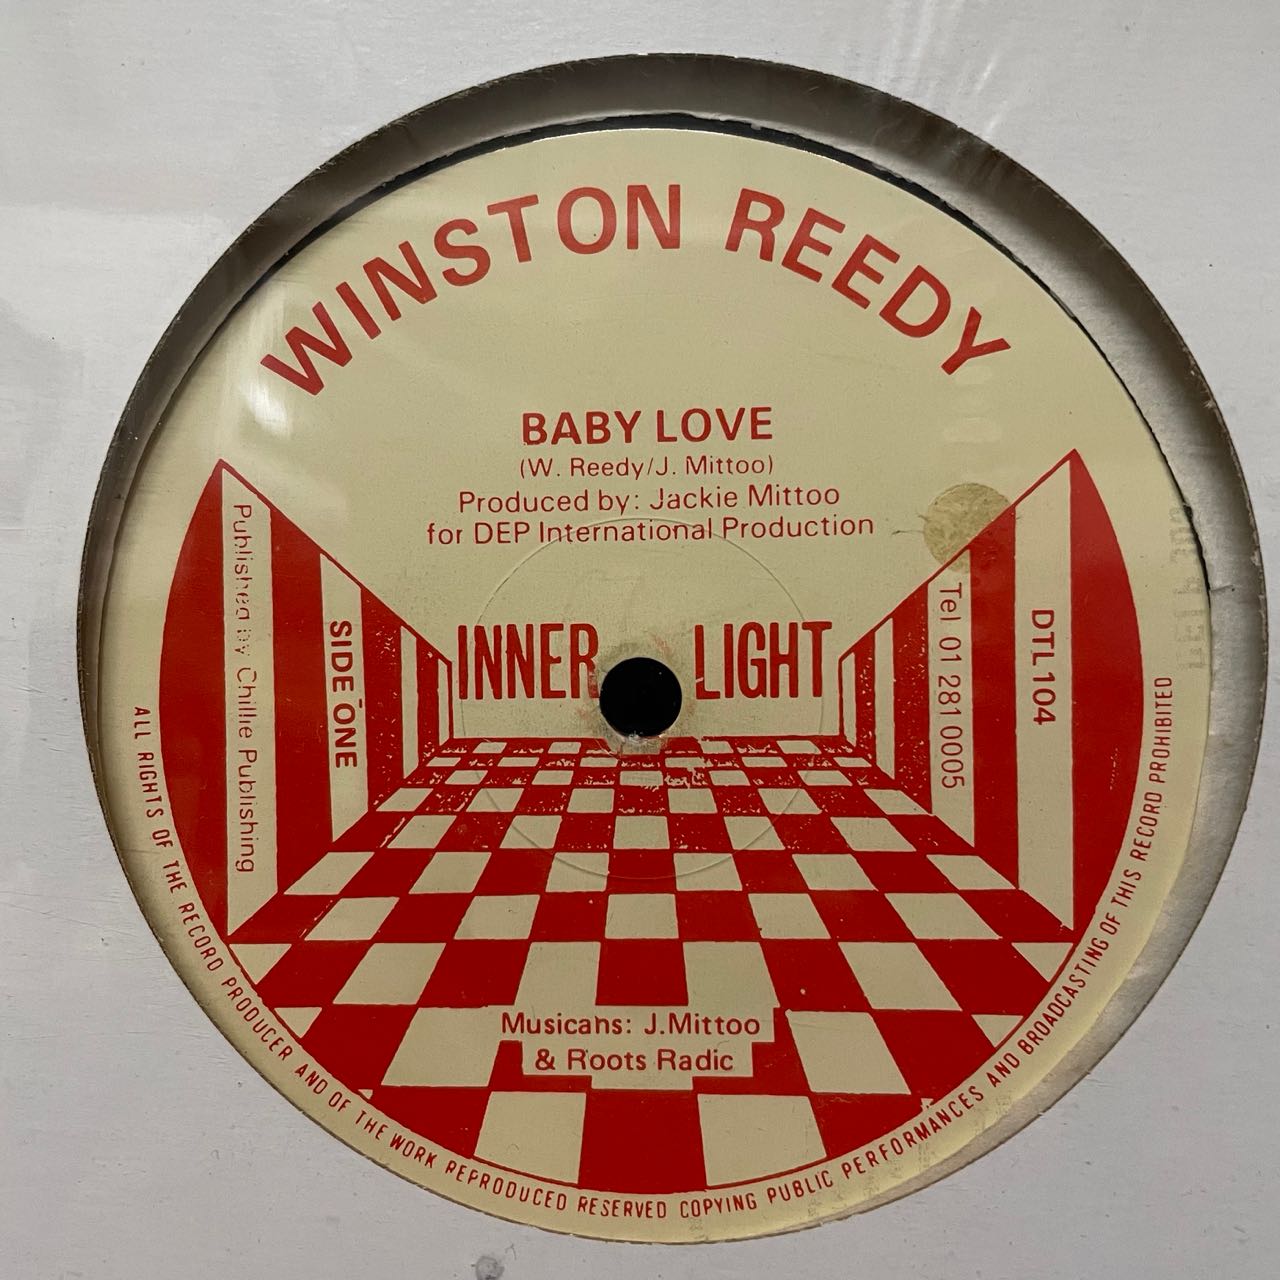 WINSTON REEDY
BABY LOVE
(W. Reedy/J. Mittoo)
Produced by: Jackie Mittoo
for DEP International Production
INNER LIGHT
Published by Chillie Publishing
SIDE ONE
Tel 01 281 0005
DTL 104
Musicans: J.Mittoo
& Roots Radic
ALL RIGHTS OF THE RECORD PRODUCER AND OF THE WORK REPRODUCED RESERVED COPYING PUBLIC PERFORMANCES AND BROADCASTING OF THIS RECORD PROHIBITED